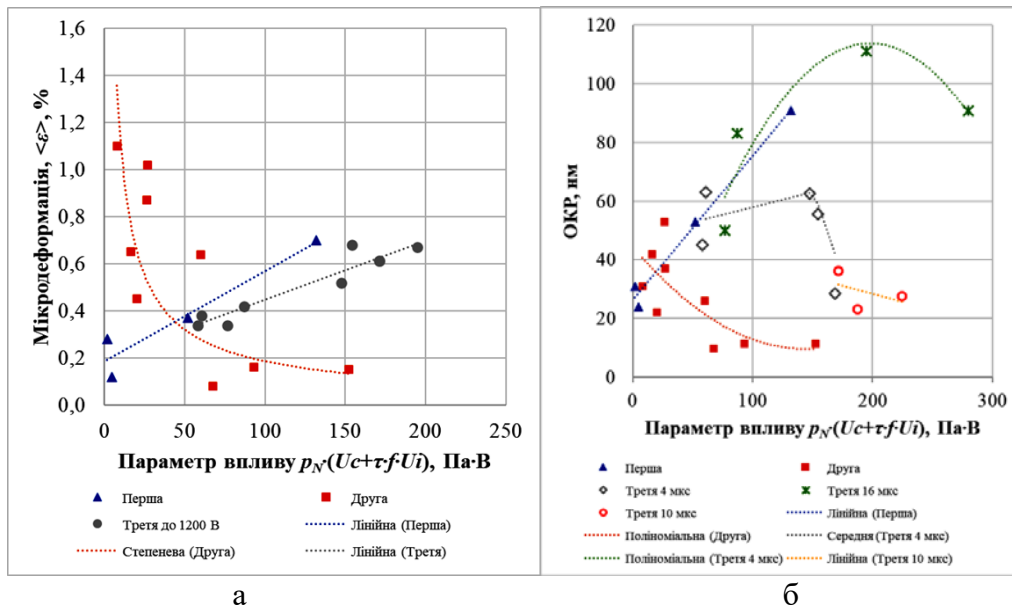 Мікродеформація, <ε>, %
1,6
1,4
1,2
1,0
0,8
0,6
0,4
0,2
0,0
0
50
100
150
200
250
Параметр впливу pN·(Uc+τ·f·Ui), Па·В
Перша
Друга
Третя до 1200 В
Лінійна (Перша)
Степенева (Друга)
Лінійна (Третя)
а
ОКР, нм
120
100
80
60
40
20
0
0
100
200
300
Параметр впливу pN·(Uc+τ·f·Ui), Па·В
Перша
Друга
Третя 4 мкс
Третя 16 мкс
Третя 10 мкс
Лінійна (Перша)
Поліноміальна (Друга)
Середня (Третя 4 мкс)
Поліноміальна (Третя 4 мкс)
Лінійна (Третя 10 мкс)
б